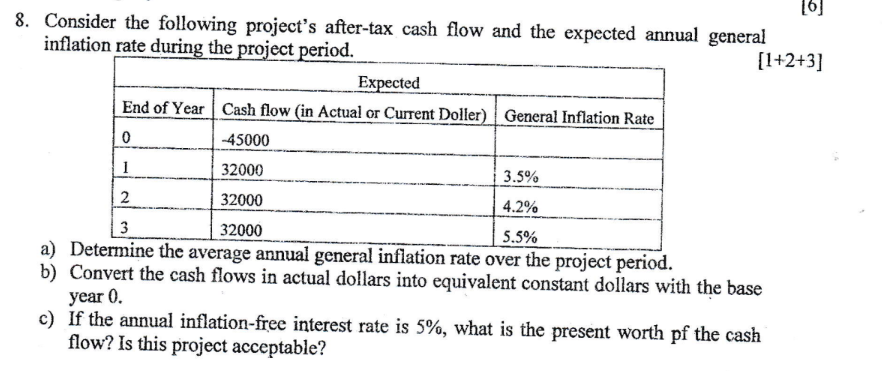 [6]
8. Consider the following project's after-tax cash flow and the expected annual general
inflation rate during the project period.
[1+2+3]
Expected
End of Year Cash flow (in Actual or Current Doller) General Inflation Rate
0 -45000
1 32000 3.5%
2 32000 4.2%
3 32000 5.5%
a) Determine the average annual general inflation rate over the project period.
b) Convert the cash flows in actual dollars into equivalent constant dollars with the base
year 0.
c) If the annual inflation-free interest rate is 5%, what is the present worth pf the cash
flow? Is this project acceptable?